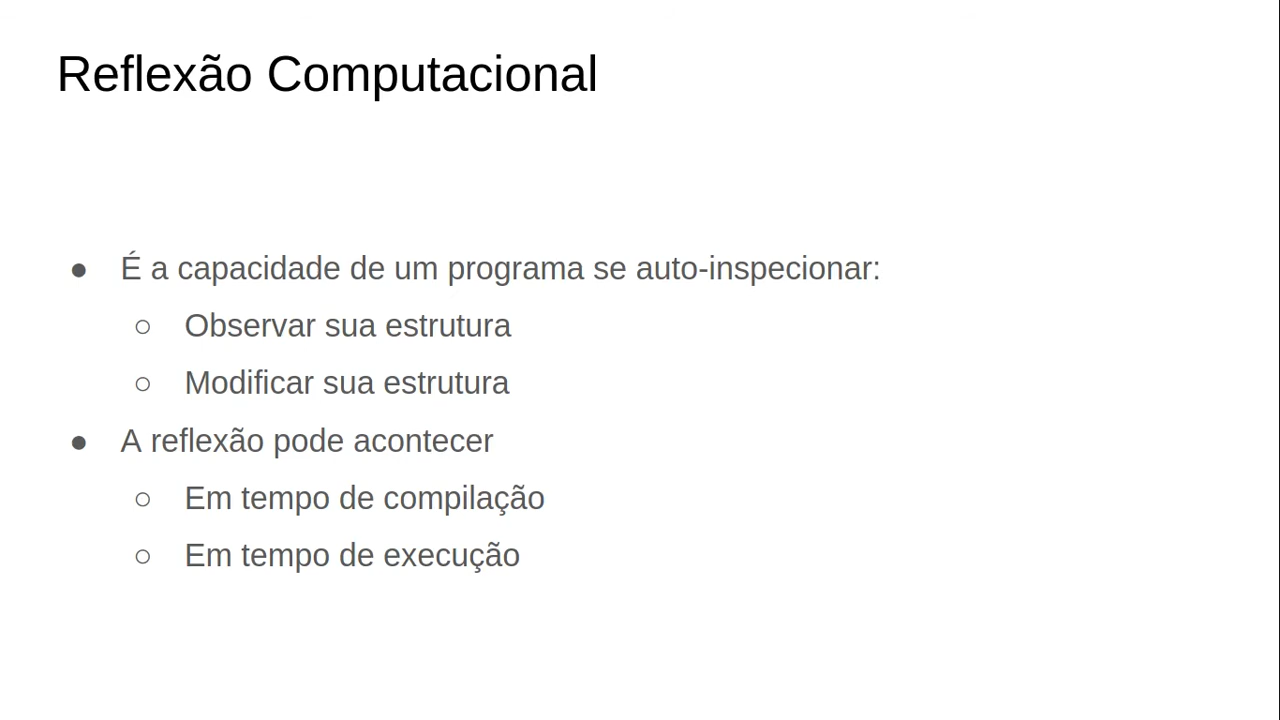 Reflexão Computacional
● É a capacidade de um programa se auto-inspecionar:
○ Observar sua estrutura
○ Modificar sua estrutura
● A reflexão pode acontecer
○ Em tempo de compilação
○ Em tempo de execução